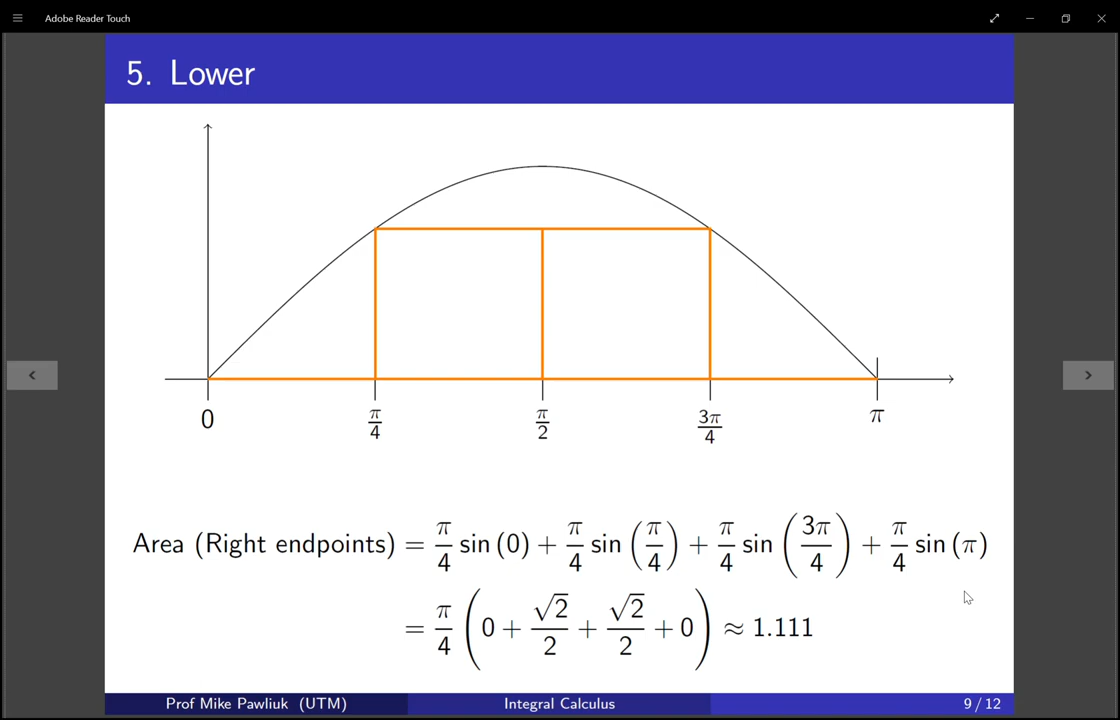 Adobe Reader Touch
5. Lower
0 π/4 π/2 3π/4 π
Area (Right endpoints) = π/4 sin (0) + π/4 sin (π/4) + π/4 sin (3π/4) + π/4 sin (π)
= π/4 (0 + √2/2 + √2/2 + 0) ≈ 1.111
Prof Mike Pawliuk (UTM) Integral Calculus 9 / 12